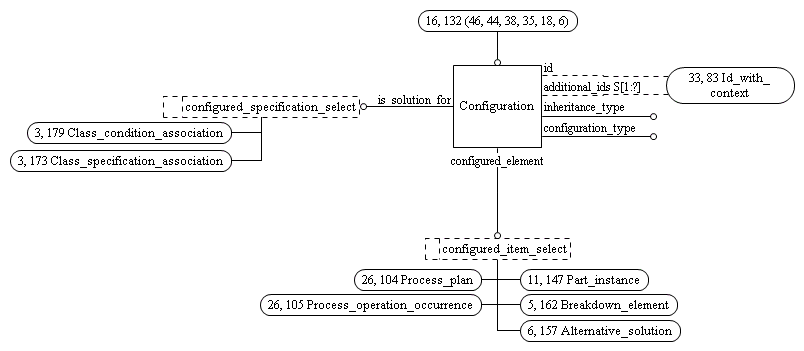 16, 132 (46, 44, 38, 35, 18, 6)
id
additional_ids S[1:?]
33, 83 Id_with_
context
configured_specification_select
is_solution_for
Configuration
inheritance_type
configuration_type
3, 179 Class_condition_association
3, 173 Class_specification_association
configured_element
configured_item_select
26, 104 Process_plan
11, 147 Part_instance
26, 105 Process_operation_occurrence
5, 162 Breakdown_element
6, 157 Alternative_solution